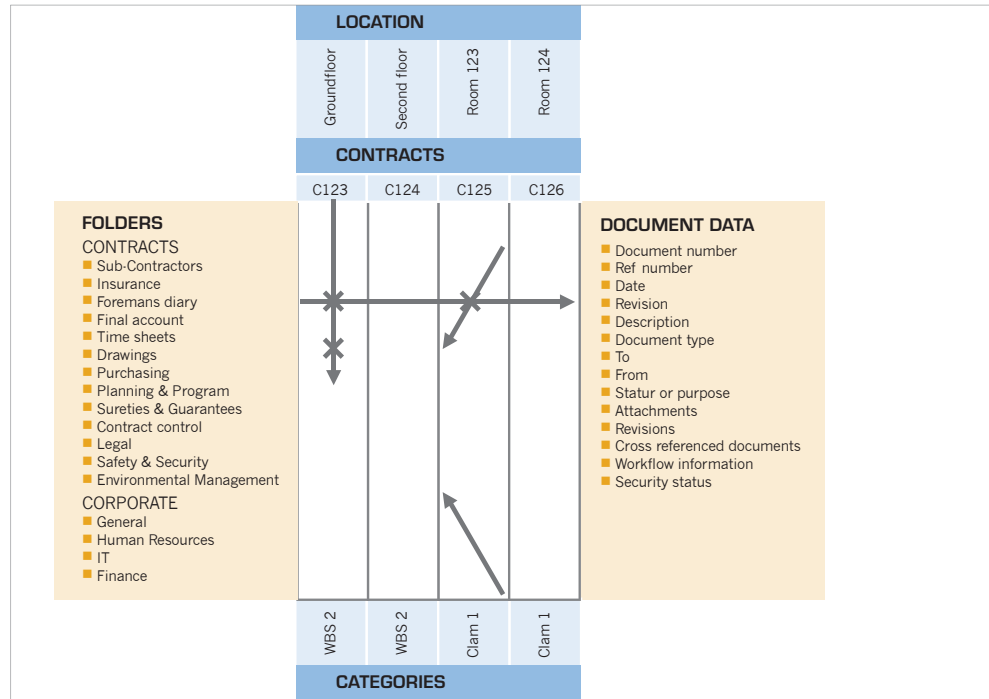 LOCATION
Groundfloor
Second floor
Room 123
Room 124
CONTRACTS
C123
C124
C125
C126
FOLDERS
CONTRACTS
Sub-Contractors
Insurance
Foremans diary
Final account
Time sheets
Drawings
Purchasing
Planning & Program
Sureties & Guarantees
Contract control
Legal
Safety & Security
Environmental Management
CORPORATE
General
Human Resources
IT
Finance
DOCUMENT DATA
Document number
Ref number
Date
Revision
Description
Document type
To
From
Statur or purpose
Attachments
Revisions
Cross referenced documents
Workflow information
Security status
WBS 2
WBS 2
Clam 1
Clam 1
CATEGORIES